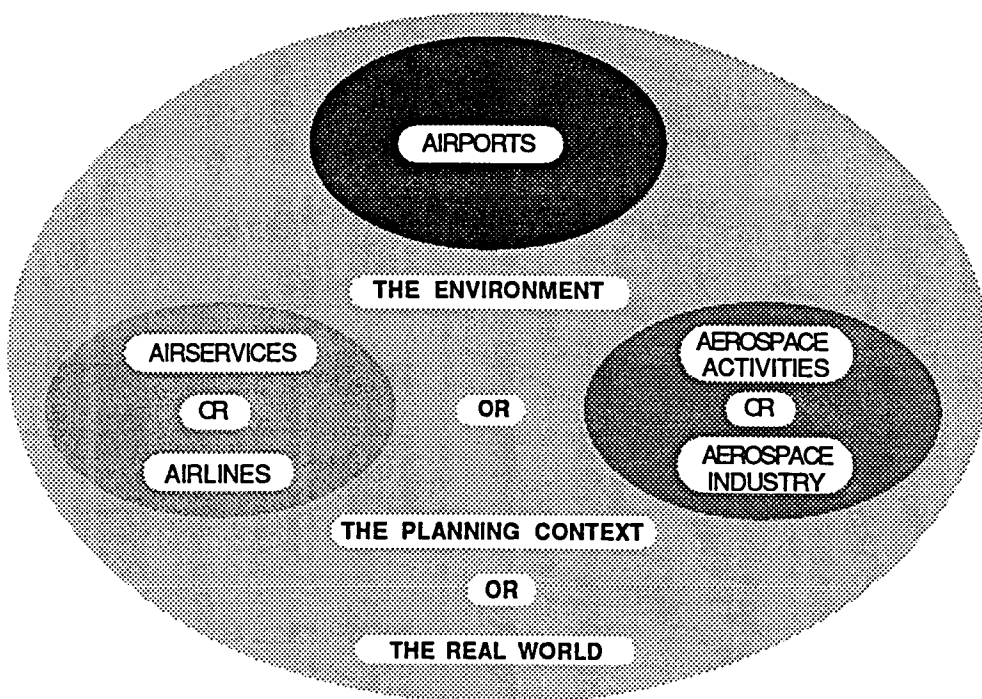 AIRPORTS
THE ENVIRONMENT
AIRSERVICES
OR
AIRLINES
OR
AEROSPACE
ACTIVITIES
OR
AEROSPACE
INDUSTRY
THE PLANNING CONTEXT
OR
THE REAL WORLD